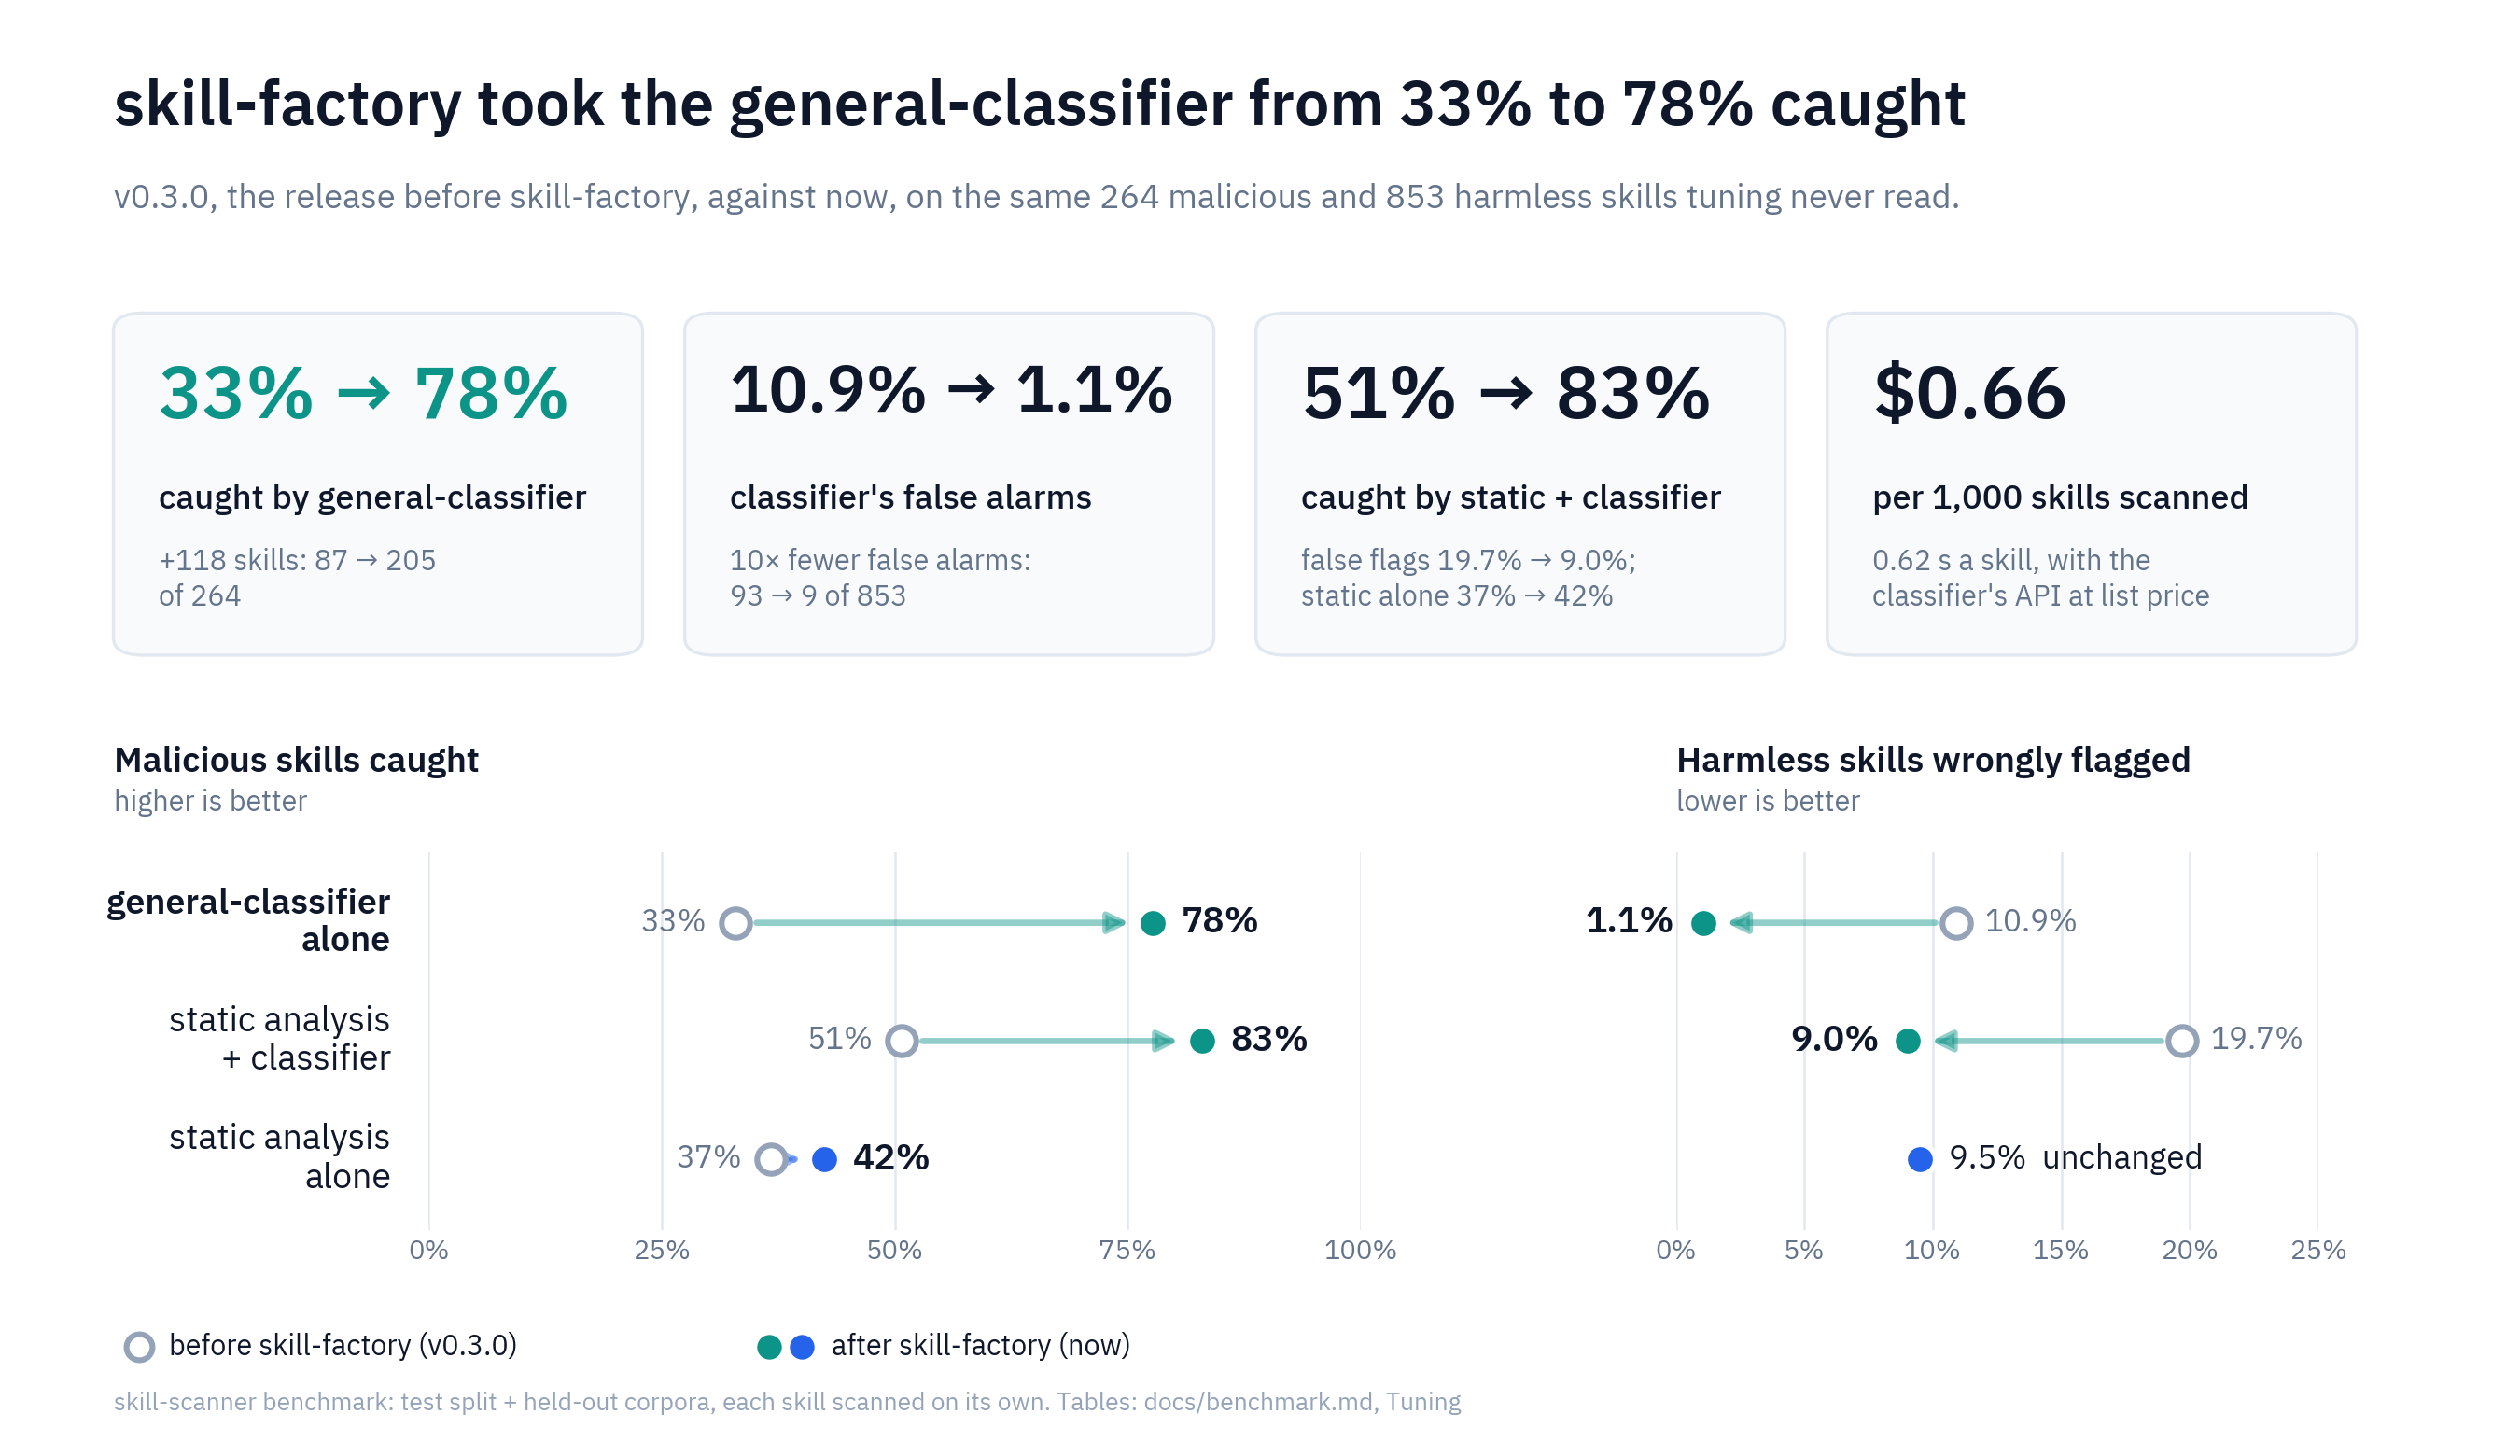 skill-factory took the general-classifier from 33% to 78% caught
v0.3.0, the release before skill-factory, against now, on the same 264 malicious and 853 harmless skills tuning never read.
33% → 78%
caught by general-classifier
+118 skills: 87 → 205
of 264
10.9% → 1.1%
classifier's false alarms
10× fewer false alarms:
93 → 9 of 853
51% → 83%
caught by static + classifier
false flags 19.7% → 9.0%;
static alone 37% → 42%
$0.66
per 1,000 skills scanned
0.62 s a skill, with the
classifier's API at list price
Malicious skills caught
higher is better
general-classifier
alone
33%
78%
static analysis
+ classifier
51%
83%
static analysis
alone
37%
42%
0% 25% 50% 75% 100%
Harmless skills wrongly flagged
lower is better
1.1%
10.9%
9.0%
19.7%
9.5% unchanged
0% 5% 10% 15% 20% 25%
before skill-factory (v0.3.0)
after skill-factory (now)
skill-scanner benchmark: test split + held-out corpora, each skill scanned on its own. Tables: docs/benchmark.md, Tuning